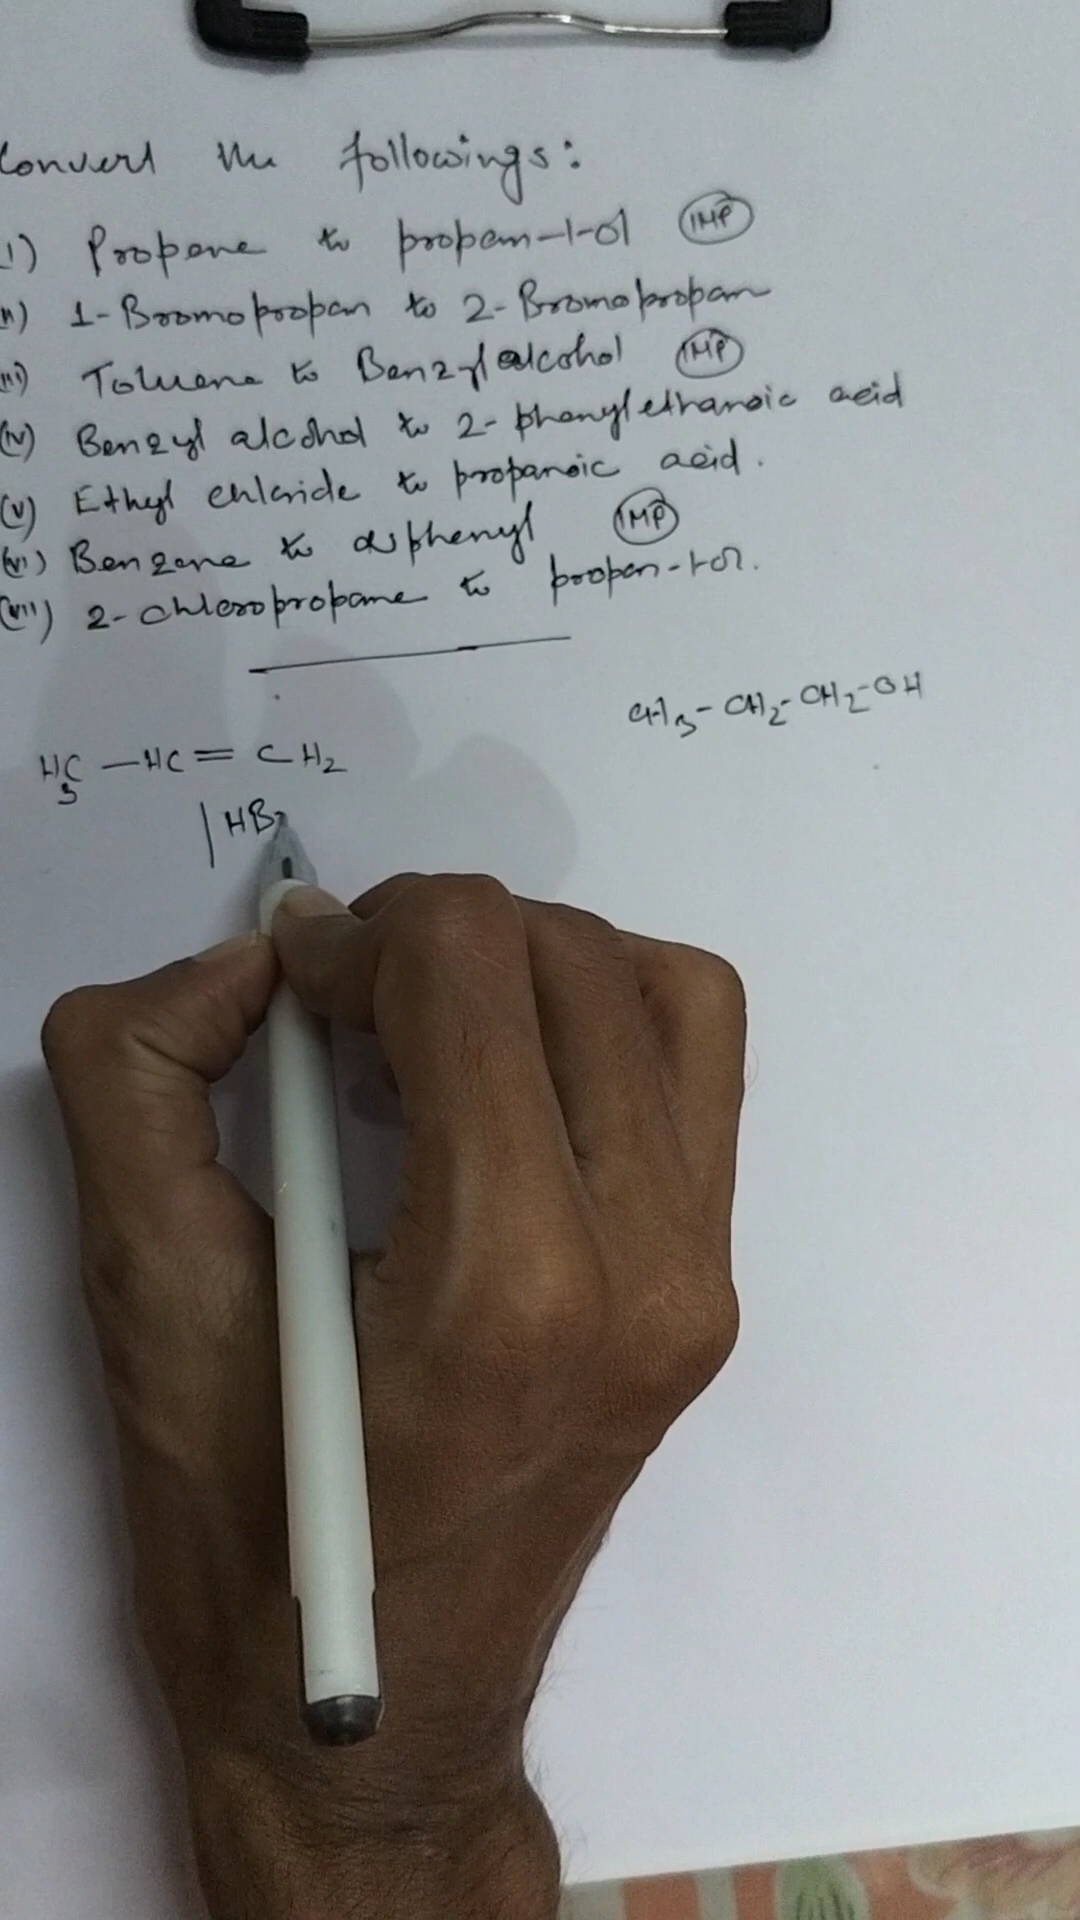 Convert the followings:
i) Propene to propan-1-ol IMP
ii) 1-Bromopropan to 2-Bromopropan
iii) Toluene to Benzyl alcohol IMP
(iv) Benzyl alcohol to 2-phenylethanoic acid
(v) Ethyl chloride to propanoic acid.
(vi) Benzene to diphenyl IMP
(vii) 2-chloropropane to propan-1-ol.
CH3-CH2-CH2-OH
H3C-HC=CH2
HBr